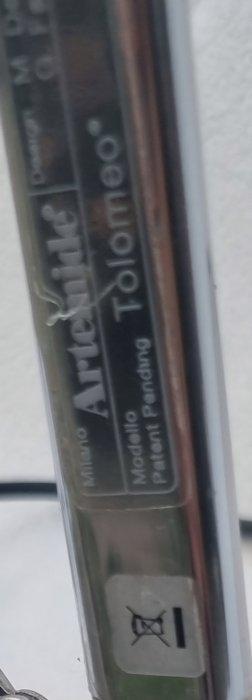 Milano Artemide® Design M
Modello Tolomeo®
Patent Pending